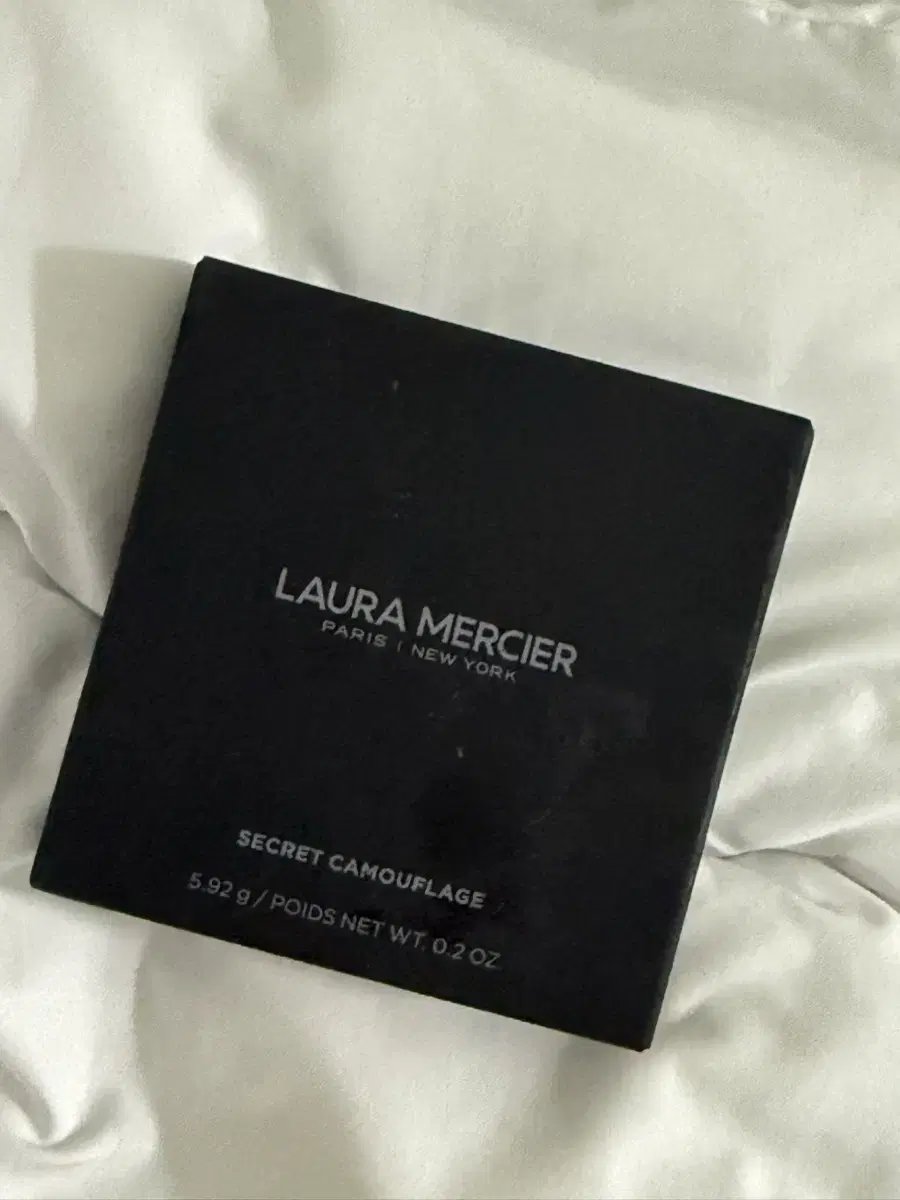 LAURA MERCIER
PARIS | NEW YORK
SECRET CAMOUFLAGE
5.92 g / POIDS NET WT. 0.2 OZ